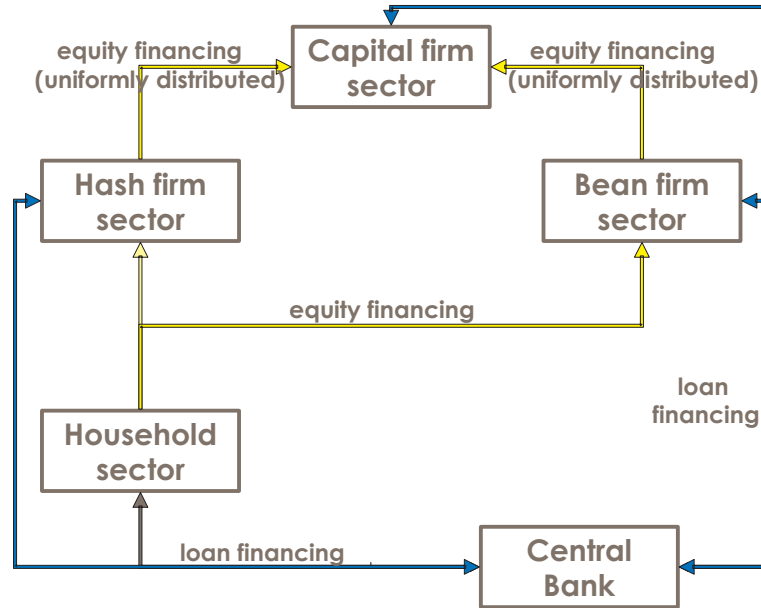 equity financing
(uniformly distributed)
Capital firm
sector
equity financing
(uniformly distributed)
Hash firm
sector
Bean firm
sector
equity financing
loan
financing
Household
sector
loan financing
Central
Bank